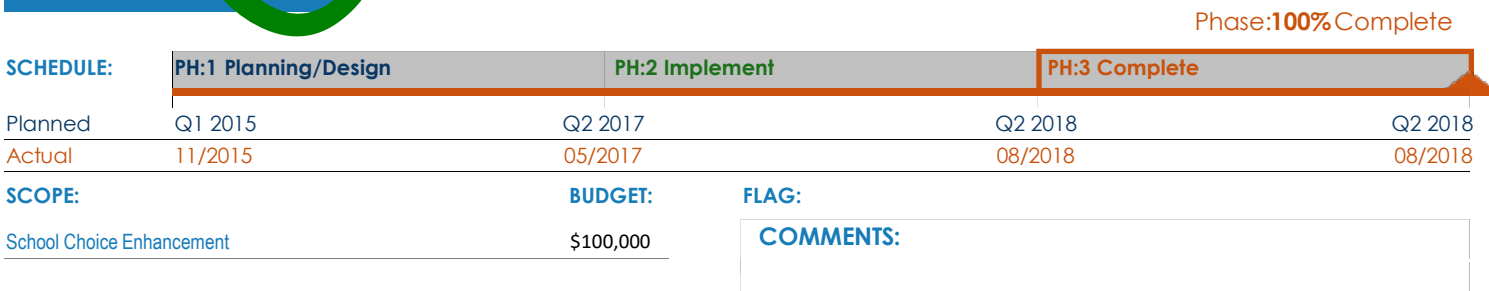 Phase:100%Complete
SCHEDULE: PH:1 Planning/Design PH:2 Implement PH:3 Complete
Planned Q1 2015 Q2 2017 Q2 2018 Q2 2018
Actual 11/2015 05/2017 08/2018 08/2018
SCOPE: BUDGET: FLAG:
School Choice Enhancement $100,000 COMMENTS: